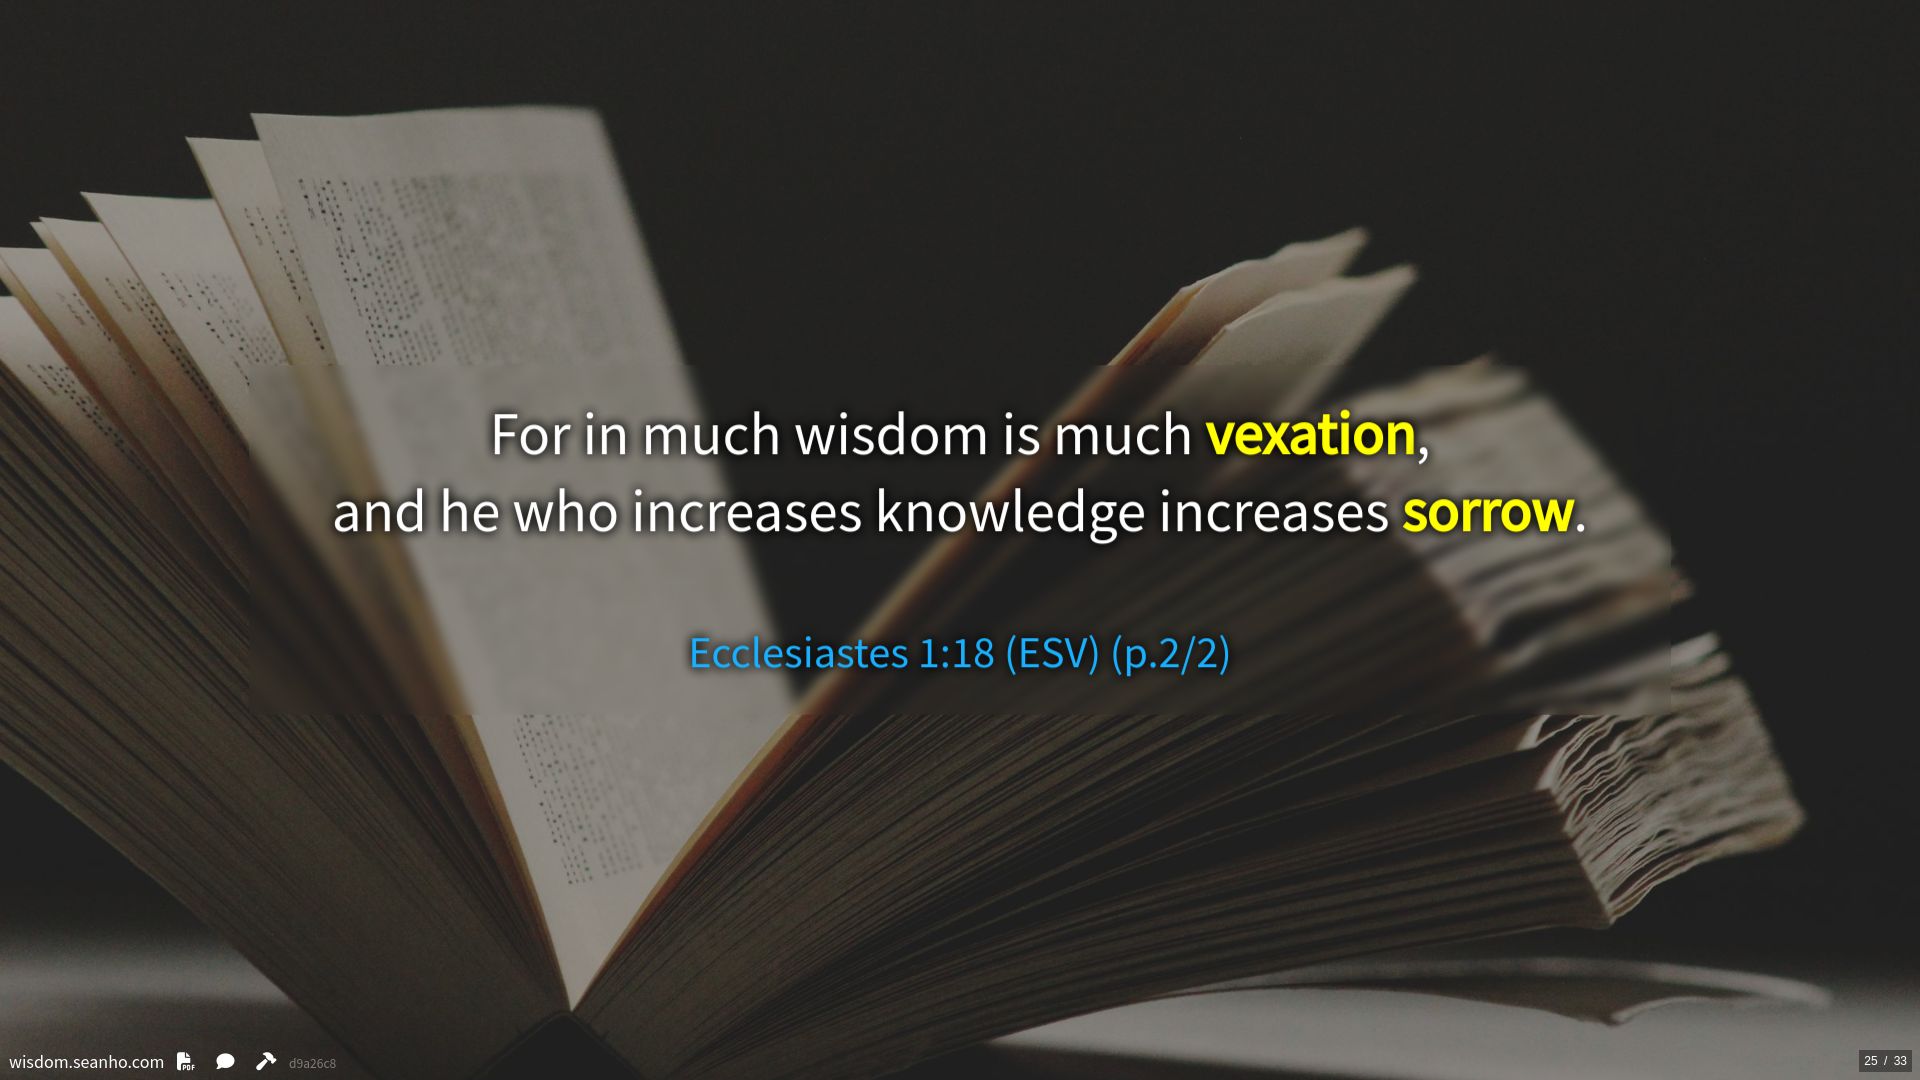 For in much wisdom is much vexation,
and he who increases knowledge increases sorrow.
Ecclesiastes 1:18 (ESV) (p.2/2)
wisdom.seanho.com PDF d9a26c8
25 / 33